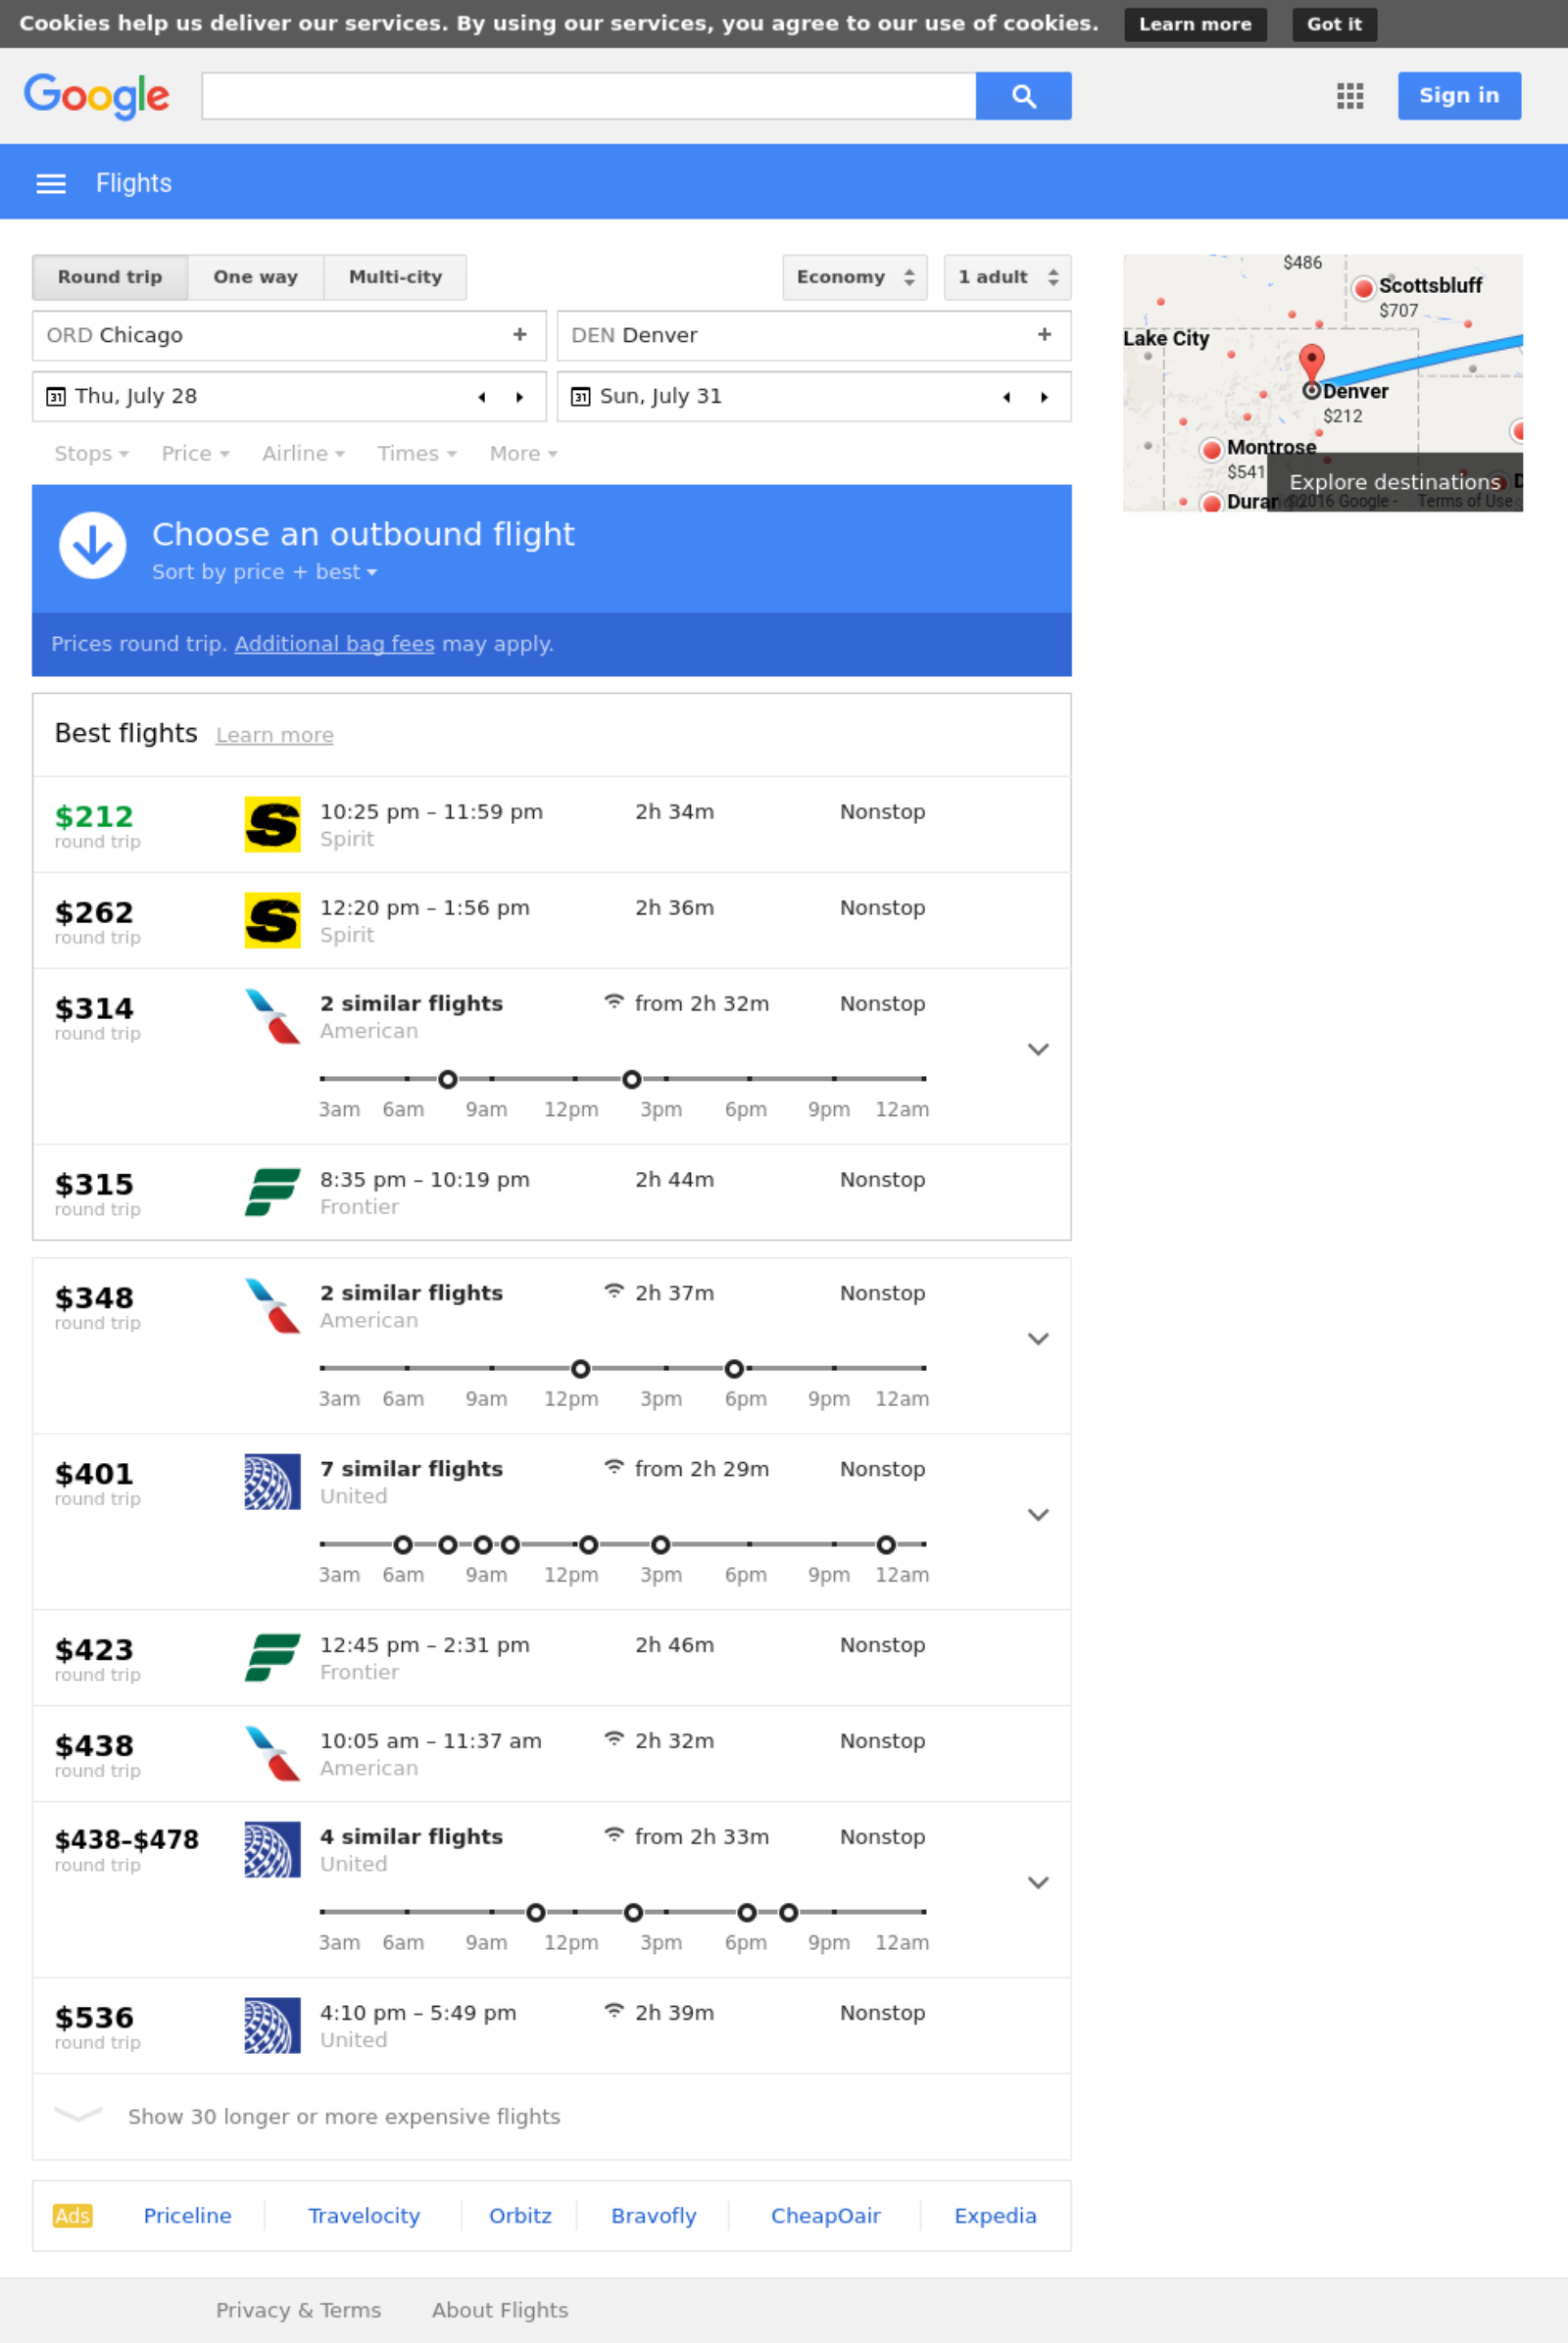 Cookies help us deliver our services. By using our services, you agree to our use of cookies. Learn more Got it
Google Sign in
Flights
Round trip One way Multi-city Economy 1 adult
ORD Chicago + DEN Denver +
31 Thu, July 28 31 Sun, July 31
Stops Price Airline Times More
$486
Scottsbluff
$707
Lake City
Denver
$212
Montrose
$541
Explore destinations D
Duran ©2016 Google - Terms of Use
Choose an outbound flight
Sort by price + best
Prices round trip. Additional bag fees may apply.
Best flights Learn more
$212 10:25 pm – 11:59 pm 2h 34m Nonstop
round trip Spirit
$262 12:20 pm – 1:56 pm 2h 36m Nonstop
round trip Spirit
$314 2 similar flights from 2h 32m Nonstop
round trip American
3am 6am 9am 12pm 3pm 6pm 9pm 12am
$315 8:35 pm – 10:19 pm 2h 44m Nonstop
round trip Frontier
$348 2 similar flights 2h 37m Nonstop
round trip American
3am 6am 9am 12pm 3pm 6pm 9pm 12am
$401 7 similar flights from 2h 29m Nonstop
round trip United
3am 6am 9am 12pm 3pm 6pm 9pm 12am
$423 12:45 pm – 2:31 pm 2h 46m Nonstop
round trip Frontier
$438 10:05 am – 11:37 am 2h 32m Nonstop
round trip American
$438–$478 4 similar flights from 2h 33m Nonstop
round trip United
3am 6am 9am 12pm 3pm 6pm 9pm 12am
$536 4:10 pm – 5:49 pm 2h 39m Nonstop
round trip United
Show 30 longer or more expensive flights
Ads Priceline Travelocity Orbitz Bravofly CheapOair Expedia
Privacy & Terms About Flights